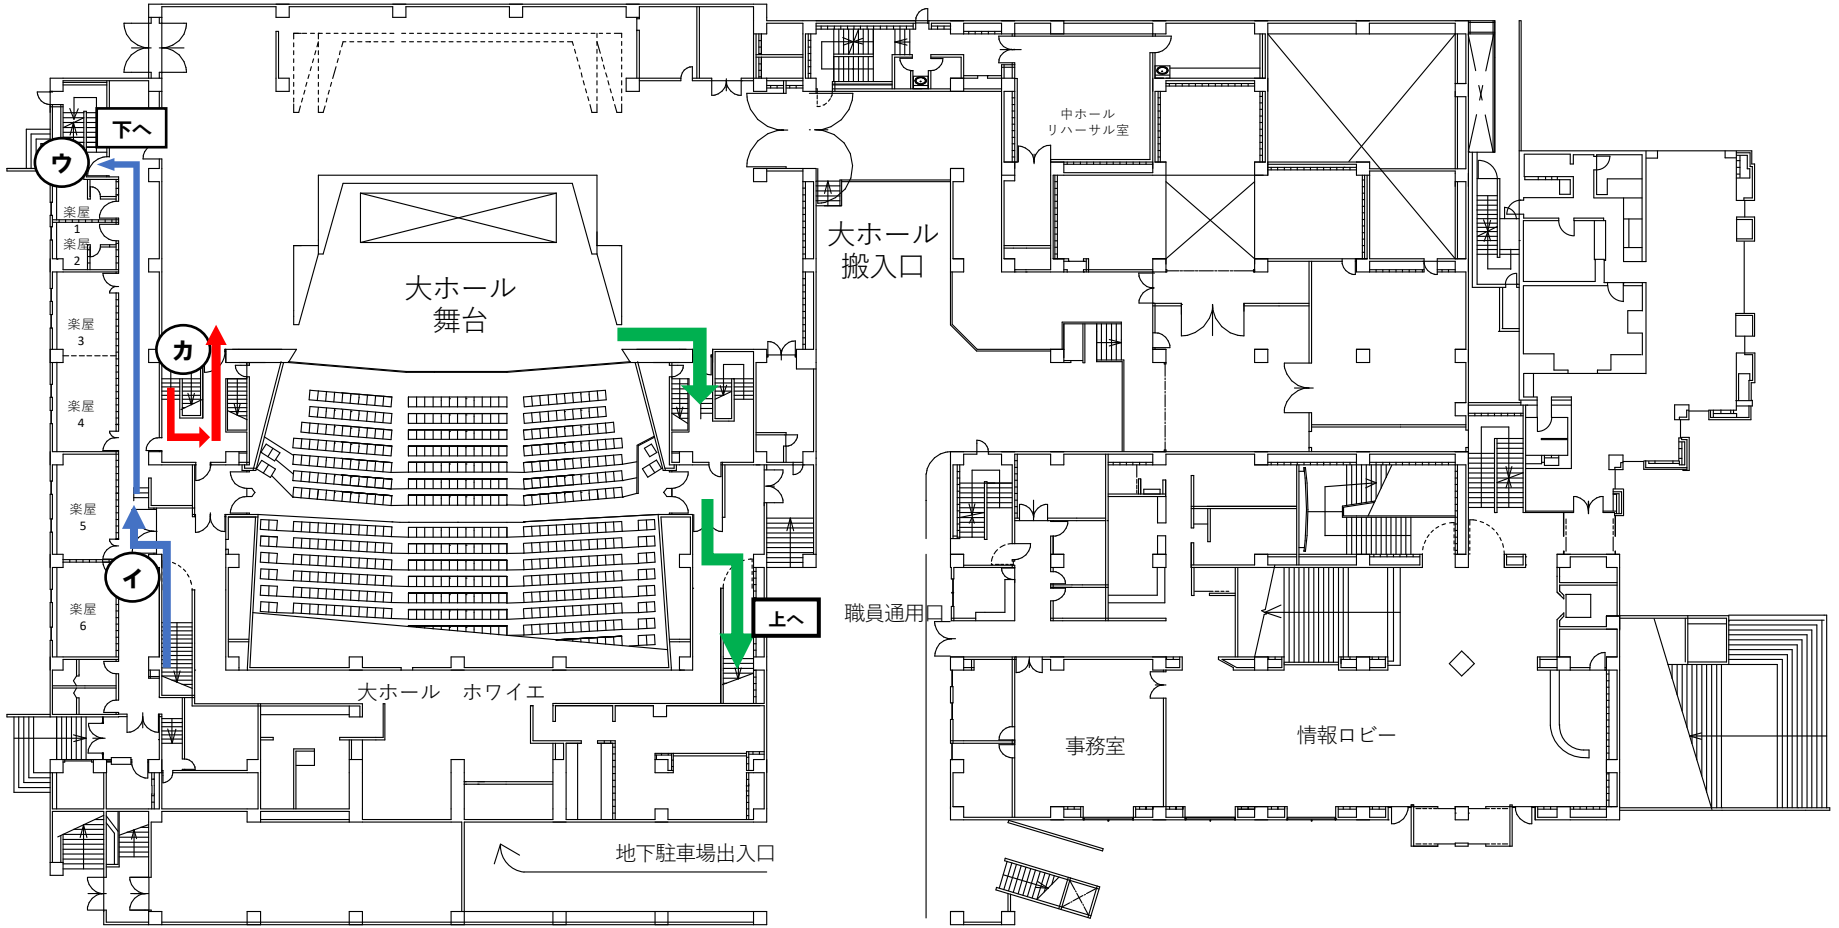 下へ
ウ
中ホール
リハーサル室
楽屋
1
楽屋
2
大ホール
搬入口
大ホール
舞台
楽屋
3
カ
楽屋
4
楽屋
5
イ
楽屋
6
上へ
職員通用口
大ホール　ホワイエ
事務室
情報ロビー
地下駐車場出入口